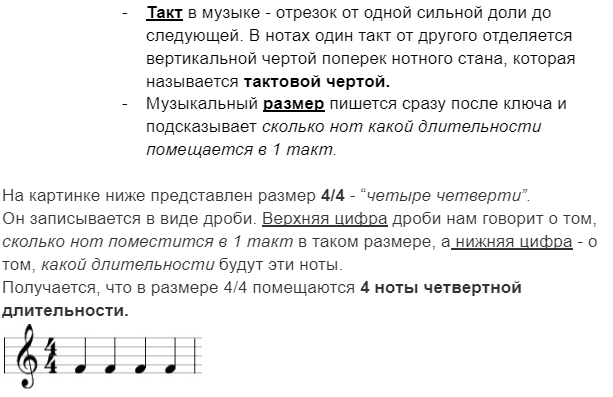 - Такт в музыке - отрезок от одной сильной доли до
следующей. В нотах один такт от другого отделяется
вертикальной чертой поперек нотного стана, которая
называется тактовой чертой.
- Музыкальный размер пишется сразу после ключа и
подсказывает сколько нот какой длительности
помещается в 1 такт.
На картинке ниже представлен размер 4/4 - “четыре четверти”.
Он записывается в виде дроби. Верхняя цифра дроби нам говорит о том,
сколько нот поместится в 1 такт в таком размере, а нижняя цифра - о
том, какой длительности будут эти ноты.
Получается, что в размере 4/4 помещаются 4 ноты четвертной
длительности.
4
4